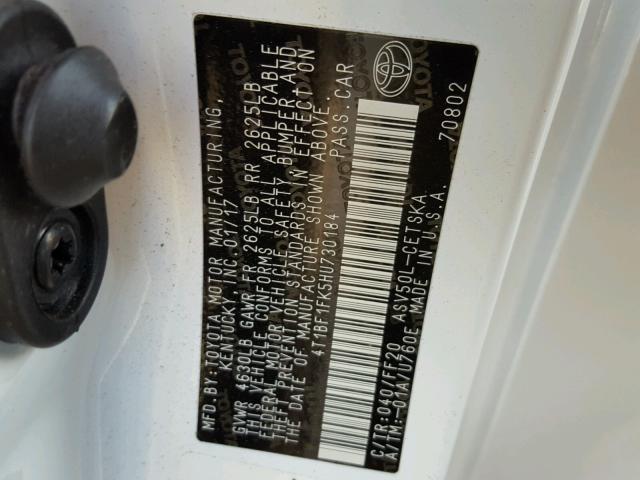 MFD BY:TOYOTA MOTOR MANUFACTURING,
KENTUCKY, INC. 01/17
GVWR 4630LB GAWR FR 2625LB RR 2625LB
THIS VEHICLE CONFORMS TO ALL APPLICABLE
FEDERAL MOTOR VEHICLE SAFETY, BUMPER, AND
THEFT PREVENTION STANDARDS IN EFFECT ON
THE DATE OF MANUFACTURE SHOWN ABOVE.
4T1BF1FK5HU730184 PASS.CAR
C/TR:040/FF20 ASV50L-CETSKA
A/TM:-01A/U760E MADE IN U.S.A. 70802
TOYOTA